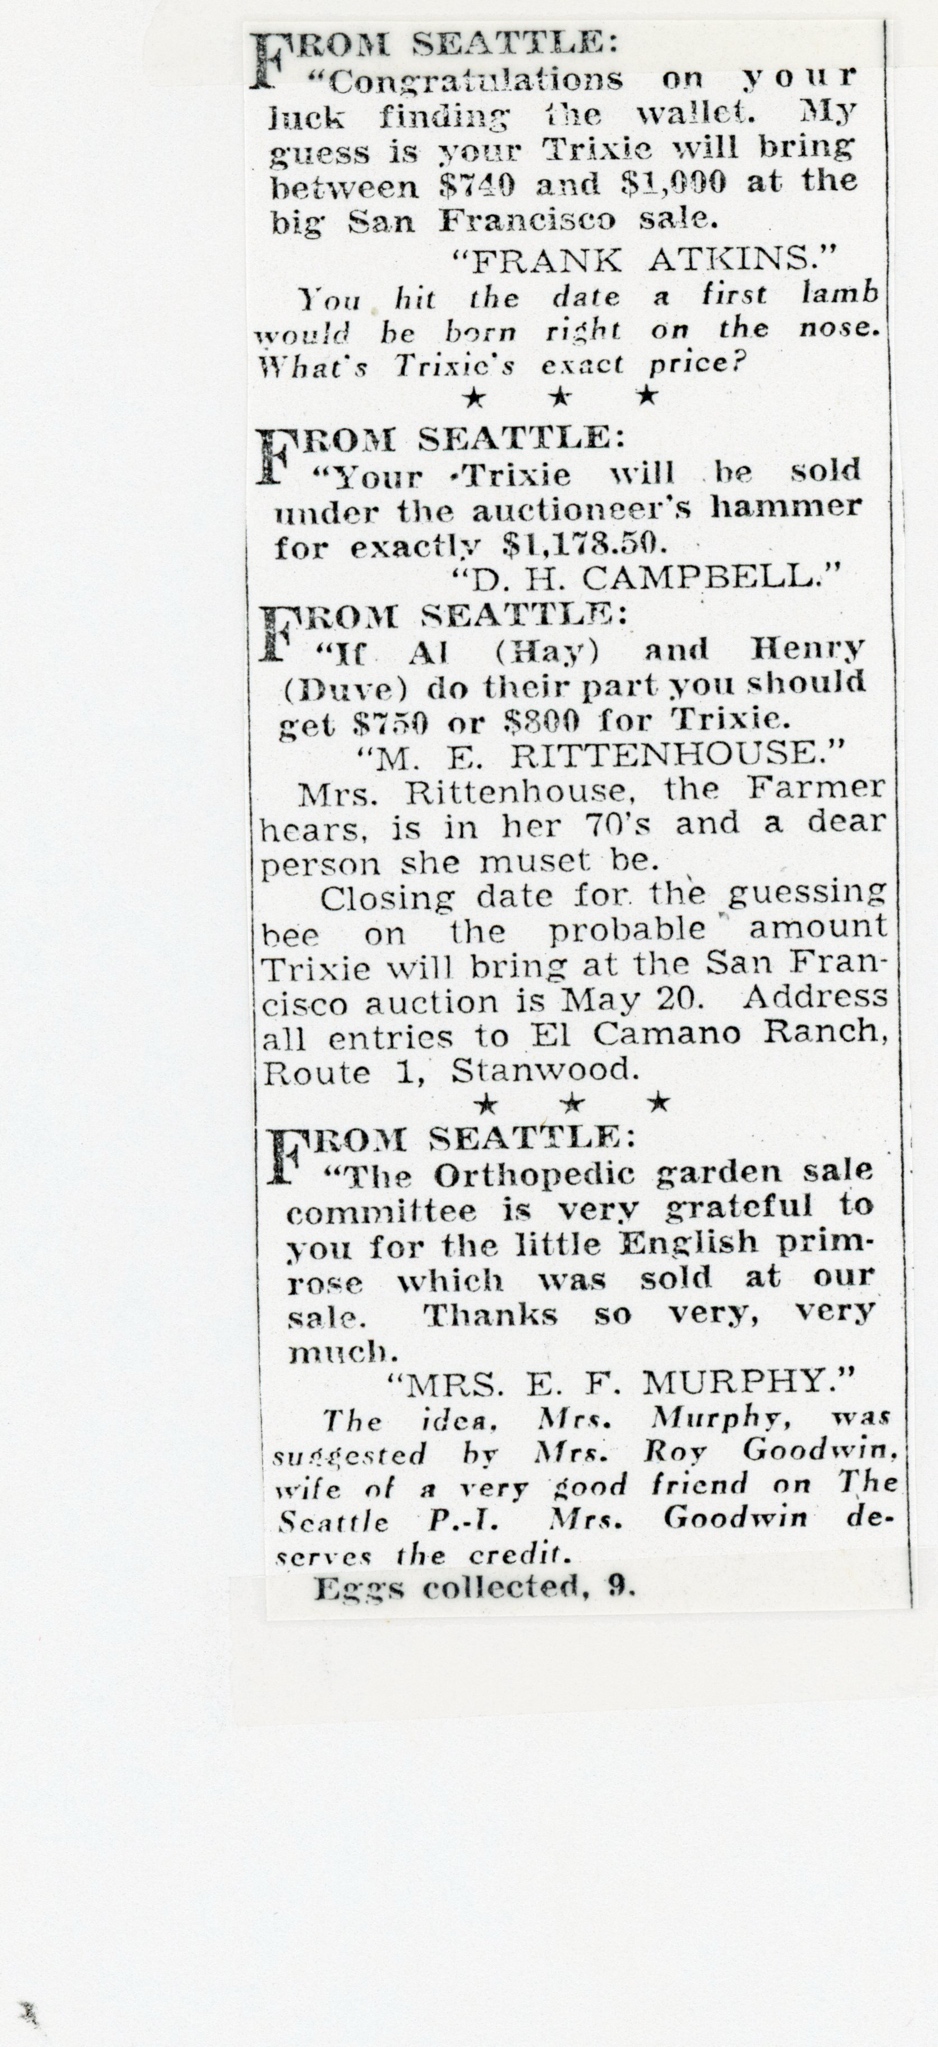 FROM SEATTLE:
"Congratulations on your
luck finding the wallet. My
guess is your Trixie will bring
between $740 and $1,000 at the
big San Francisco sale.
"FRANK ATKINS."
You hit the date a first lamb
would be born right on the nose.
What's Trixie's exact price?
★ ★ ★
FROM SEATTLE:
"Your Trixie will be sold
under the auctioneer's hammer
for exactly $1,178.50.
"D. H. CAMPBELL."
FROM SEATTLE:
"If Al (Hay) and Henry
(Duve) do their part you should
get $750 or $800 for Trixie.
"M. E. RITTENHOUSE."
Mrs. Rittenhouse, the Farmer
hears, is in her 70's and a dear
person she muset be.
Closing date for the guessing
bee on the probable amount
Trixie will bring at the San Fran-
cisco auction is May 20. Address
all entries to El Camano Ranch,
Route 1, Stanwood.
★ ★ ★
FROM SEATTLE:
"The Orthopedic garden sale
committee is very grateful to
you for the little English prim-
rose which was sold at our
sale. Thanks so very, very
much.
"MRS. E. F. MURPHY."
The idea, Mrs. Murphy, was
suggested by Mrs. Roy Goodwin,
wife of a very good friend on The
Seattle P.-I. Mrs. Goodwin de-
serves the credit.
Eggs collected, 9.